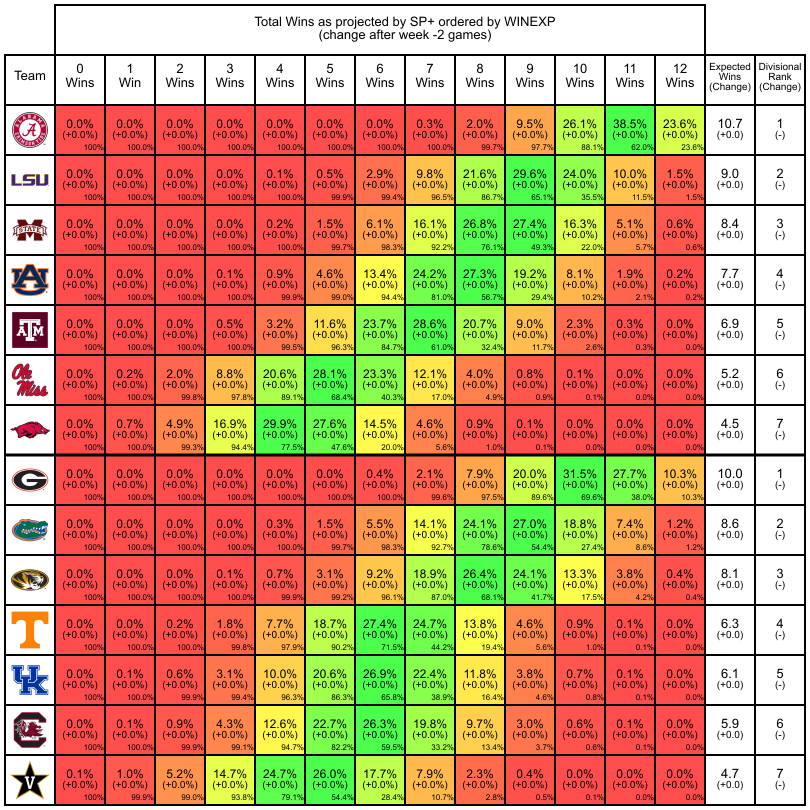 Total Wins as projected by SP+ ordered by WINEXP
(change after week -2 games)
Team 0 Wins 1 Win 2 Wins 3 Wins 4 Wins 5 Wins 6 Wins 7 Wins 8 Wins 9 Wins 10 Wins 11 Wins 12 Wins Expected Wins (Change) Divisional Rank (Change)
ALABAMA A CRIMSON TIDE
0.0% 0.0% 0.0% 0.0% 0.0% 0.0% 0.0% 0.3% 2.0% 9.5% 26.1% 38.5% 23.6% 10.7 1
(+0.0%) (+0.0%) (+0.0%) (+0.0%) (+0.0%) (+0.0%) (+0.0%) (+0.0%) (+0.0%) (+0.0%) (+0.0%) (+0.0%) (+0.0%) (+0.0) (-)
100% 100.0% 100.0% 100.0% 100.0% 100.0% 100.0% 100.0% 99.7% 97.7% 88.1% 62.0% 23.6%
LSU
0.0% 0.0% 0.0% 0.0% 0.1% 0.5% 2.9% 9.8% 21.6% 29.6% 24.0% 10.0% 1.5% 9.0 2
(+0.0%) (+0.0%) (+0.0%) (+0.0%) (+0.0%) (+0.0%) (+0.0%) (+0.0%) (+0.0%) (+0.0%) (+0.0%) (+0.0%) (+0.0%) (+0.0) (-)
100% 100.0% 100.0% 100.0% 100.0% 99.9% 99.4% 96.5% 86.7% 65.1% 35.5% 11.5% 1.5%
M STATE
0.0% 0.0% 0.0% 0.0% 0.2% 1.5% 6.1% 16.1% 26.8% 27.4% 16.3% 5.1% 0.6% 8.4 3
(+0.0%) (+0.0%) (+0.0%) (+0.0%) (+0.0%) (+0.0%) (+0.0%) (+0.0%) (+0.0%) (+0.0%) (+0.0%) (+0.0%) (+0.0%) (+0.0) (-)
100% 100.0% 100.0% 100.0% 100.0% 99.7% 98.3% 92.2% 76.1% 49.3% 22.0% 5.7% 0.6%
AU
0.0% 0.0% 0.0% 0.1% 0.9% 4.6% 13.4% 24.2% 27.3% 19.2% 8.1% 1.9% 0.2% 7.7 4
(+0.0%) (+0.0%) (+0.0%) (+0.0%) (+0.0%) (+0.0%) (+0.0%) (+0.0%) (+0.0%) (+0.0%) (+0.0%) (+0.0%) (+0.0%) (+0.0) (-)
100% 100.0% 100.0% 100.0% 99.9% 99.0% 94.4% 81.0% 56.7% 29.4% 10.2% 2.1% 0.2%
ATM
0.0% 0.0% 0.0% 0.5% 3.2% 11.6% 23.7% 28.6% 20.7% 9.0% 2.3% 0.3% 0.0% 6.9 5
(+0.0%) (+0.0%) (+0.0%) (+0.0%) (+0.0%) (+0.0%) (+0.0%) (+0.0%) (+0.0%) (+0.0%) (+0.0%) (+0.0%) (+0.0%) (+0.0) (-)
100% 100.0% 100.0% 100.0% 99.5% 96.3% 84.7% 61.0% 32.4% 11.7% 2.6% 0.3% 0.0%
Ole Miss
0.0% 0.2% 2.0% 8.8% 20.6% 28.1% 23.3% 12.1% 4.0% 0.8% 0.1% 0.0% 0.0% 5.2 6
(+0.0%) (+0.0%) (+0.0%) (+0.0%) (+0.0%) (+0.0%) (+0.0%) (+0.0%) (+0.0%) (+0.0%) (+0.0%) (+0.0%) (+0.0%) (+0.0) (-)
100% 100.0% 99.8% 97.8% 89.1% 68.4% 40.3% 17.0% 4.9% 0.9% 0.1% 0.0% 0.0%
0.0% 0.7% 4.9% 16.9% 29.9% 27.6% 14.5% 4.6% 0.9% 0.1% 0.0% 0.0% 0.0% 4.5 7
(+0.0%) (+0.0%) (+0.0%) (+0.0%) (+0.0%) (+0.0%) (+0.0%) (+0.0%) (+0.0%) (+0.0%) (+0.0%) (+0.0%) (+0.0%) (+0.0) (-)
100% 100.0% 99.3% 94.4% 77.5% 47.6% 20.0% 5.6% 1.0% 0.1% 0.0% 0.0% 0.0%
G
0.0% 0.0% 0.0% 0.0% 0.0% 0.0% 0.4% 2.1% 7.9% 20.0% 31.5% 27.7% 10.3% 10.0 1
(+0.0%) (+0.0%) (+0.0%) (+0.0%) (+0.0%) (+0.0%) (+0.0%) (+0.0%) (+0.0%) (+0.0%) (+0.0%) (+0.0%) (+0.0%) (+0.0) (-)
100% 100.0% 100.0% 100.0% 100.0% 100.0% 100.0% 99.6% 97.5% 89.6% 69.6% 38.0% 10.3%
0.0% 0.0% 0.0% 0.0% 0.3% 1.5% 5.5% 14.1% 24.1% 27.0% 18.8% 7.4% 1.2% 8.6 2
(+0.0%) (+0.0%) (+0.0%) (+0.0%) (+0.0%) (+0.0%) (+0.0%) (+0.0%) (+0.0%) (+0.0%) (+0.0%) (+0.0%) (+0.0%) (+0.0) (-)
100% 100.0% 100.0% 100.0% 100.0% 99.7% 98.3% 92.7% 78.6% 54.4% 27.4% 8.6% 1.2%
0.0% 0.0% 0.0% 0.1% 0.7% 3.1% 9.2% 18.9% 26.4% 24.1% 13.3% 3.8% 0.4% 8.1 3
(+0.0%) (+0.0%) (+0.0%) (+0.0%) (+0.0%) (+0.0%) (+0.0%) (+0.0%) (+0.0%) (+0.0%) (+0.0%) (+0.0%) (+0.0%) (+0.0) (-)
100% 100.0% 100.0% 100.0% 99.9% 99.2% 96.1% 87.0% 68.1% 41.7% 17.5% 4.2% 0.4%
T
0.0% 0.0% 0.2% 1.8% 7.7% 18.7% 27.4% 24.7% 13.8% 4.6% 0.9% 0.1% 0.0% 6.3 4
(+0.0%) (+0.0%) (+0.0%) (+0.0%) (+0.0%) (+0.0%) (+0.0%) (+0.0%) (+0.0%) (+0.0%) (+0.0%) (+0.0%) (+0.0%) (+0.0) (-)
100% 100.0% 100.0% 99.8% 97.9% 90.2% 71.5% 44.2% 19.4% 5.6% 1.0% 0.1% 0.0%
UK
0.0% 0.1% 0.6% 3.1% 10.0% 20.6% 26.9% 22.4% 11.8% 3.8% 0.7% 0.1% 0.0% 6.1 5
(+0.0%) (+0.0%) (+0.0%) (+0.0%) (+0.0%) (+0.0%) (+0.0%) (+0.0%) (+0.0%) (+0.0%) (+0.0%) (+0.0%) (+0.0%) (+0.0) (-)
100% 100.0% 99.9% 99.4% 96.3% 86.3% 65.8% 38.9% 16.4% 4.6% 0.8% 0.1% 0.0%
0.0% 0.1% 0.9% 4.3% 12.6% 22.7% 26.3% 19.8% 9.7% 3.0% 0.6% 0.1% 0.0% 5.9 6
(+0.0%) (+0.0%) (+0.0%) (+0.0%) (+0.0%) (+0.0%) (+0.0%) (+0.0%) (+0.0%) (+0.0%) (+0.0%) (+0.0%) (+0.0%) (+0.0) (-)
100% 100.0% 99.9% 99.1% 94.7% 82.2% 59.5% 33.2% 13.4% 3.7% 0.6% 0.1% 0.0%
V
0.1% 1.0% 5.2% 14.7% 24.7% 26.0% 17.7% 7.9% 2.3% 0.4% 0.0% 0.0% 0.0% 4.7 7
(+0.0%) (+0.0%) (+0.0%) (+0.0%) (+0.0%) (+0.0%) (+0.0%) (+0.0%) (+0.0%) (+0.0%) (+0.0%) (+0.0%) (+0.0%) (+0.0) (-)
100% 99.9% 99.0% 93.8% 79.1% 54.4% 28.4% 10.7% 2.8% 0.5% 0.1% 0.0% 0.0%